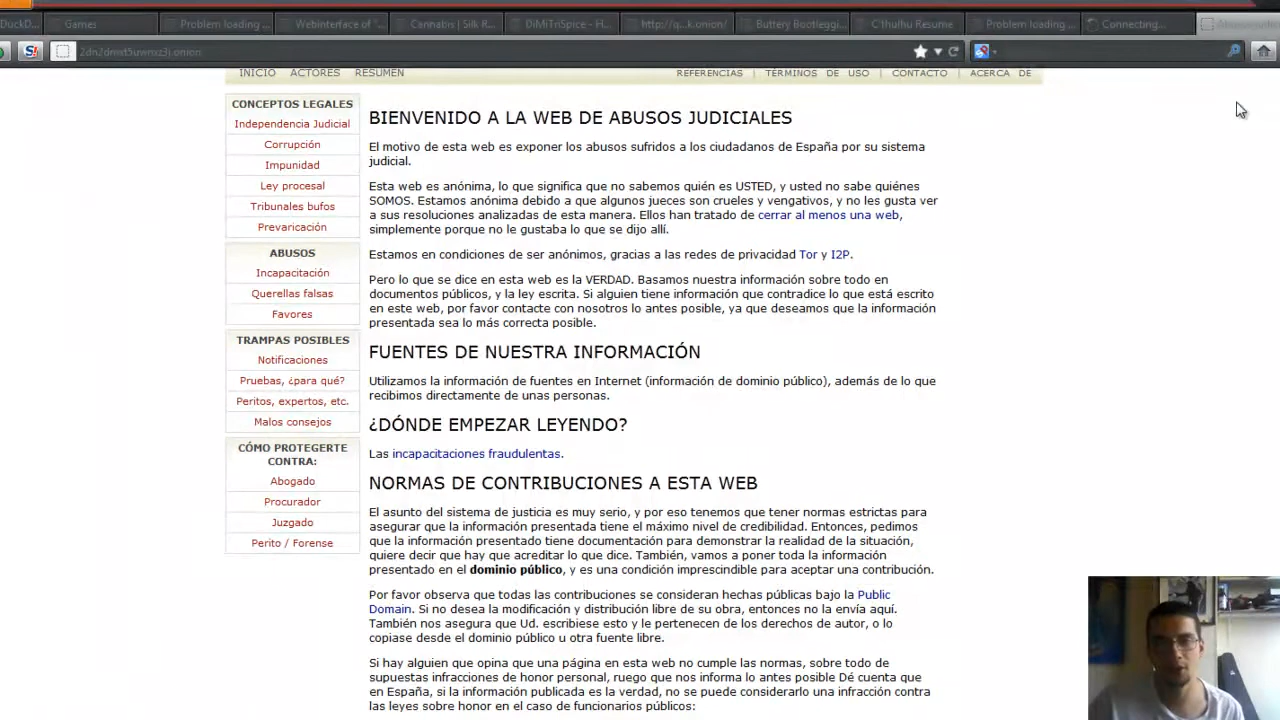 DuckD...
Games
Problem loading ...
Webinterface of ...
Cannabis | Silk R...
DiMiTriSpice - H...
http://q...k.onion/
Buttery Bootleggi...
C'thulhu Resume
Problem loading ...
Connecting...
INICIO ACTORES RESUMEN
REFERENCIAS | TÉRMINOS DE USO | CONTACTO | ACERCA DE
CONCEPTOS LEGALES
Independencia Judicial
Corrupción
Impunidad
Ley procesal
Tribunales bufos
Prevaricación
ABUSOS
Incapacitación
Querellas falsas
Favores
TRAMPAS POSIBLES
Notificaciones
Pruebas, ¿para qué?
Peritos, expertos, etc.
Malos consejos
CÓMO PROTEGERTE
CONTRA:
Abogado
Procurador
Juzgado
Perito / Forense
BIENVENIDO A LA WEB DE ABUSOS JUDICIALES
El motivo de esta web es exponer los abusos sufridos a los ciudadanos de España por su sistema
judicial.
Esta web es anónima, lo que significa que no sabemos quién es USTED, y usted no sabe quiénes
SOMOS. Estamos anónima debido a que algunos jueces son crueles y vengativos, y no les gusta ver
a sus resoluciones analizadas de esta manera. Ellos han tratado de cerrar al menos una web,
simplemente porque no le gustaba lo que se dijo allí.
Estamos en condiciones de ser anónimos, gracias a las redes de privacidad Tor y I2P.
Pero lo que se dice en esta web es la VERDAD. Basamos nuestra información sobre todo en
documentos públicos, y la ley escrita. Si alguien tiene información que contradice lo que está escrito
en este web, por favor contacte con nosotros lo antes posible, ya que deseamos que la información
presentada sea lo más correcta posible.
FUENTES DE NUESTRA INFORMACIÓN
Utilizamos la información de fuentes en Internet (información de dominio público), además de lo que
recibimos directamente de unas personas.
¿DÓNDE EMPEZAR LEYENDO?
Las incapacitaciones fraudulentas.
NORMAS DE CONTRIBUCIONES A ESTA WEB
El asunto del sistema de justicia es muy serio, y por eso tenemos que tener normas estrictas para
asegurar que la información presentada tiene el máximo nivel de credibilidad. Entonces, pedimos
que la información presentado tiene documentación para demonstrar la realidad de la situación,
quiere decir que hay que acreditar lo que dice. También, vamos a poner toda la información
presentado en el dominio público, y es una condición imprescindible para aceptar una contribución.
Por favor observa que todas las contribuciones se consideran hechas públicas bajo la Public
Domain. Si no desea la modificación y distribución libre de su obra, entonces no la envía aquí.
También nos asegura que Ud. escribiese esto y le pertenecen de los derechos de autor, o lo
copiase desde el dominio público u otra fuente libre.
Si hay alguien que opina que una página en esta web no cumple las normas, sobre todo de
supuestas infracciones de honor personal, ruego que nos informa lo antes posible Dé cuenta que
en España, si la información publicada es la verdad, no se puede considerarlo una infracción contra
las leyes sobre honor en el caso de funcionarios públicos: